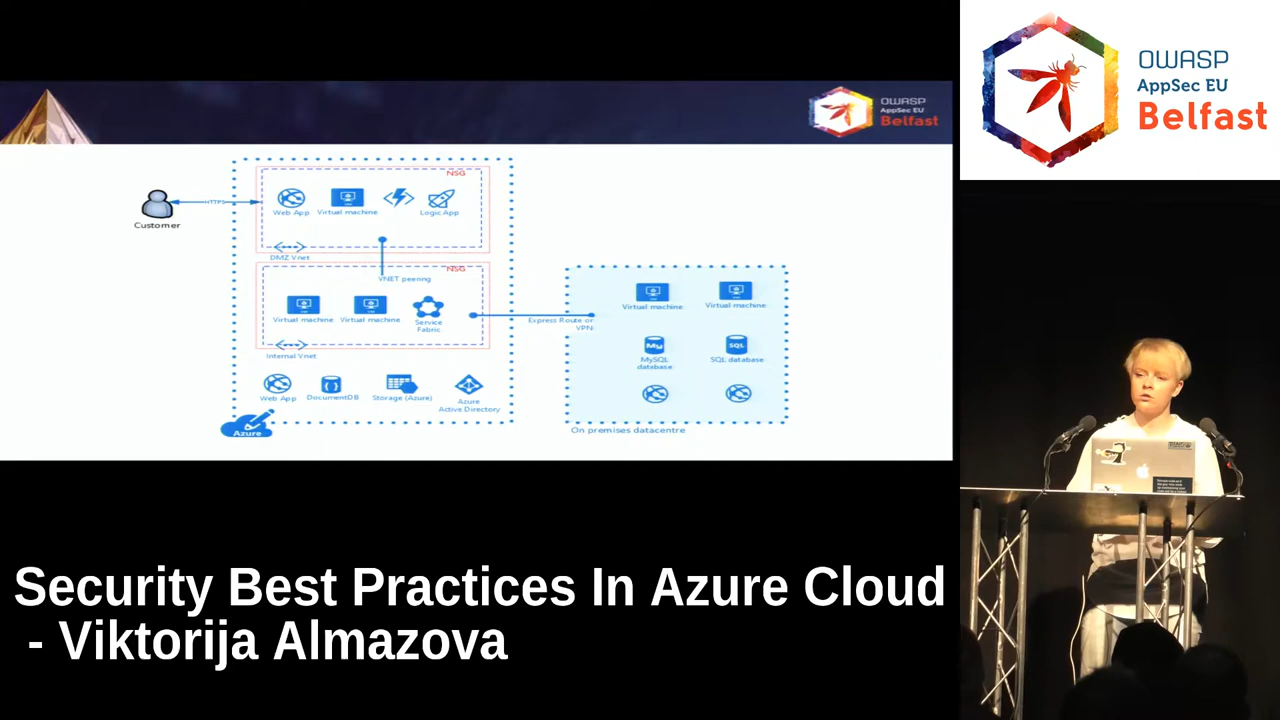 OWASP
AppSec EU
Belfast
OWASP
AppSec EU
Belfast
NSG
Web App
Virtual machine
Logic App
HTTPS
Customer
DMZ Vnet
VNET peering
NSG
Virtual machine
Virtual machine
Service
Fabric
Internal Vnet
Express Route or
VPN
Virtual machine
Virtual machine
MySQL
database
SQL
SQL database
My
Web App
DocumentDB
Storage (Azure)
Azure
Active Directory
Azure
On premises datacentre
Security Best Practices In Azure Cloud
- Viktorija Almazova